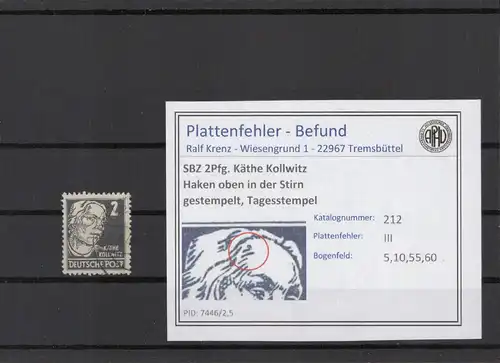 2
KÄTHE
KOLLWITZ
DEUTSCHE POST
Plattenfehler - Befund
Ralf Krenz - Wiesengrund 1 - 22967 Tremsbüttel
SBZ 2Pfg. Käthe Kollwitz
Haken oben in der Stirn
gestempelt, Tagesstempel
Katalognummer: 212
Plattenfehler: III
Bogenfeld: 5,10,55,60
PID: 7446/2,5